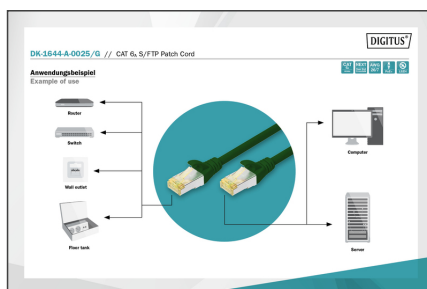 DIGITUS®
DK-1644-A-0025/G // CAT 6A S/FTP Patch Cord
Anwendungsbeispiel
Example of use
Router
Switch
Wall outlet
Floor tank
Computer
Server